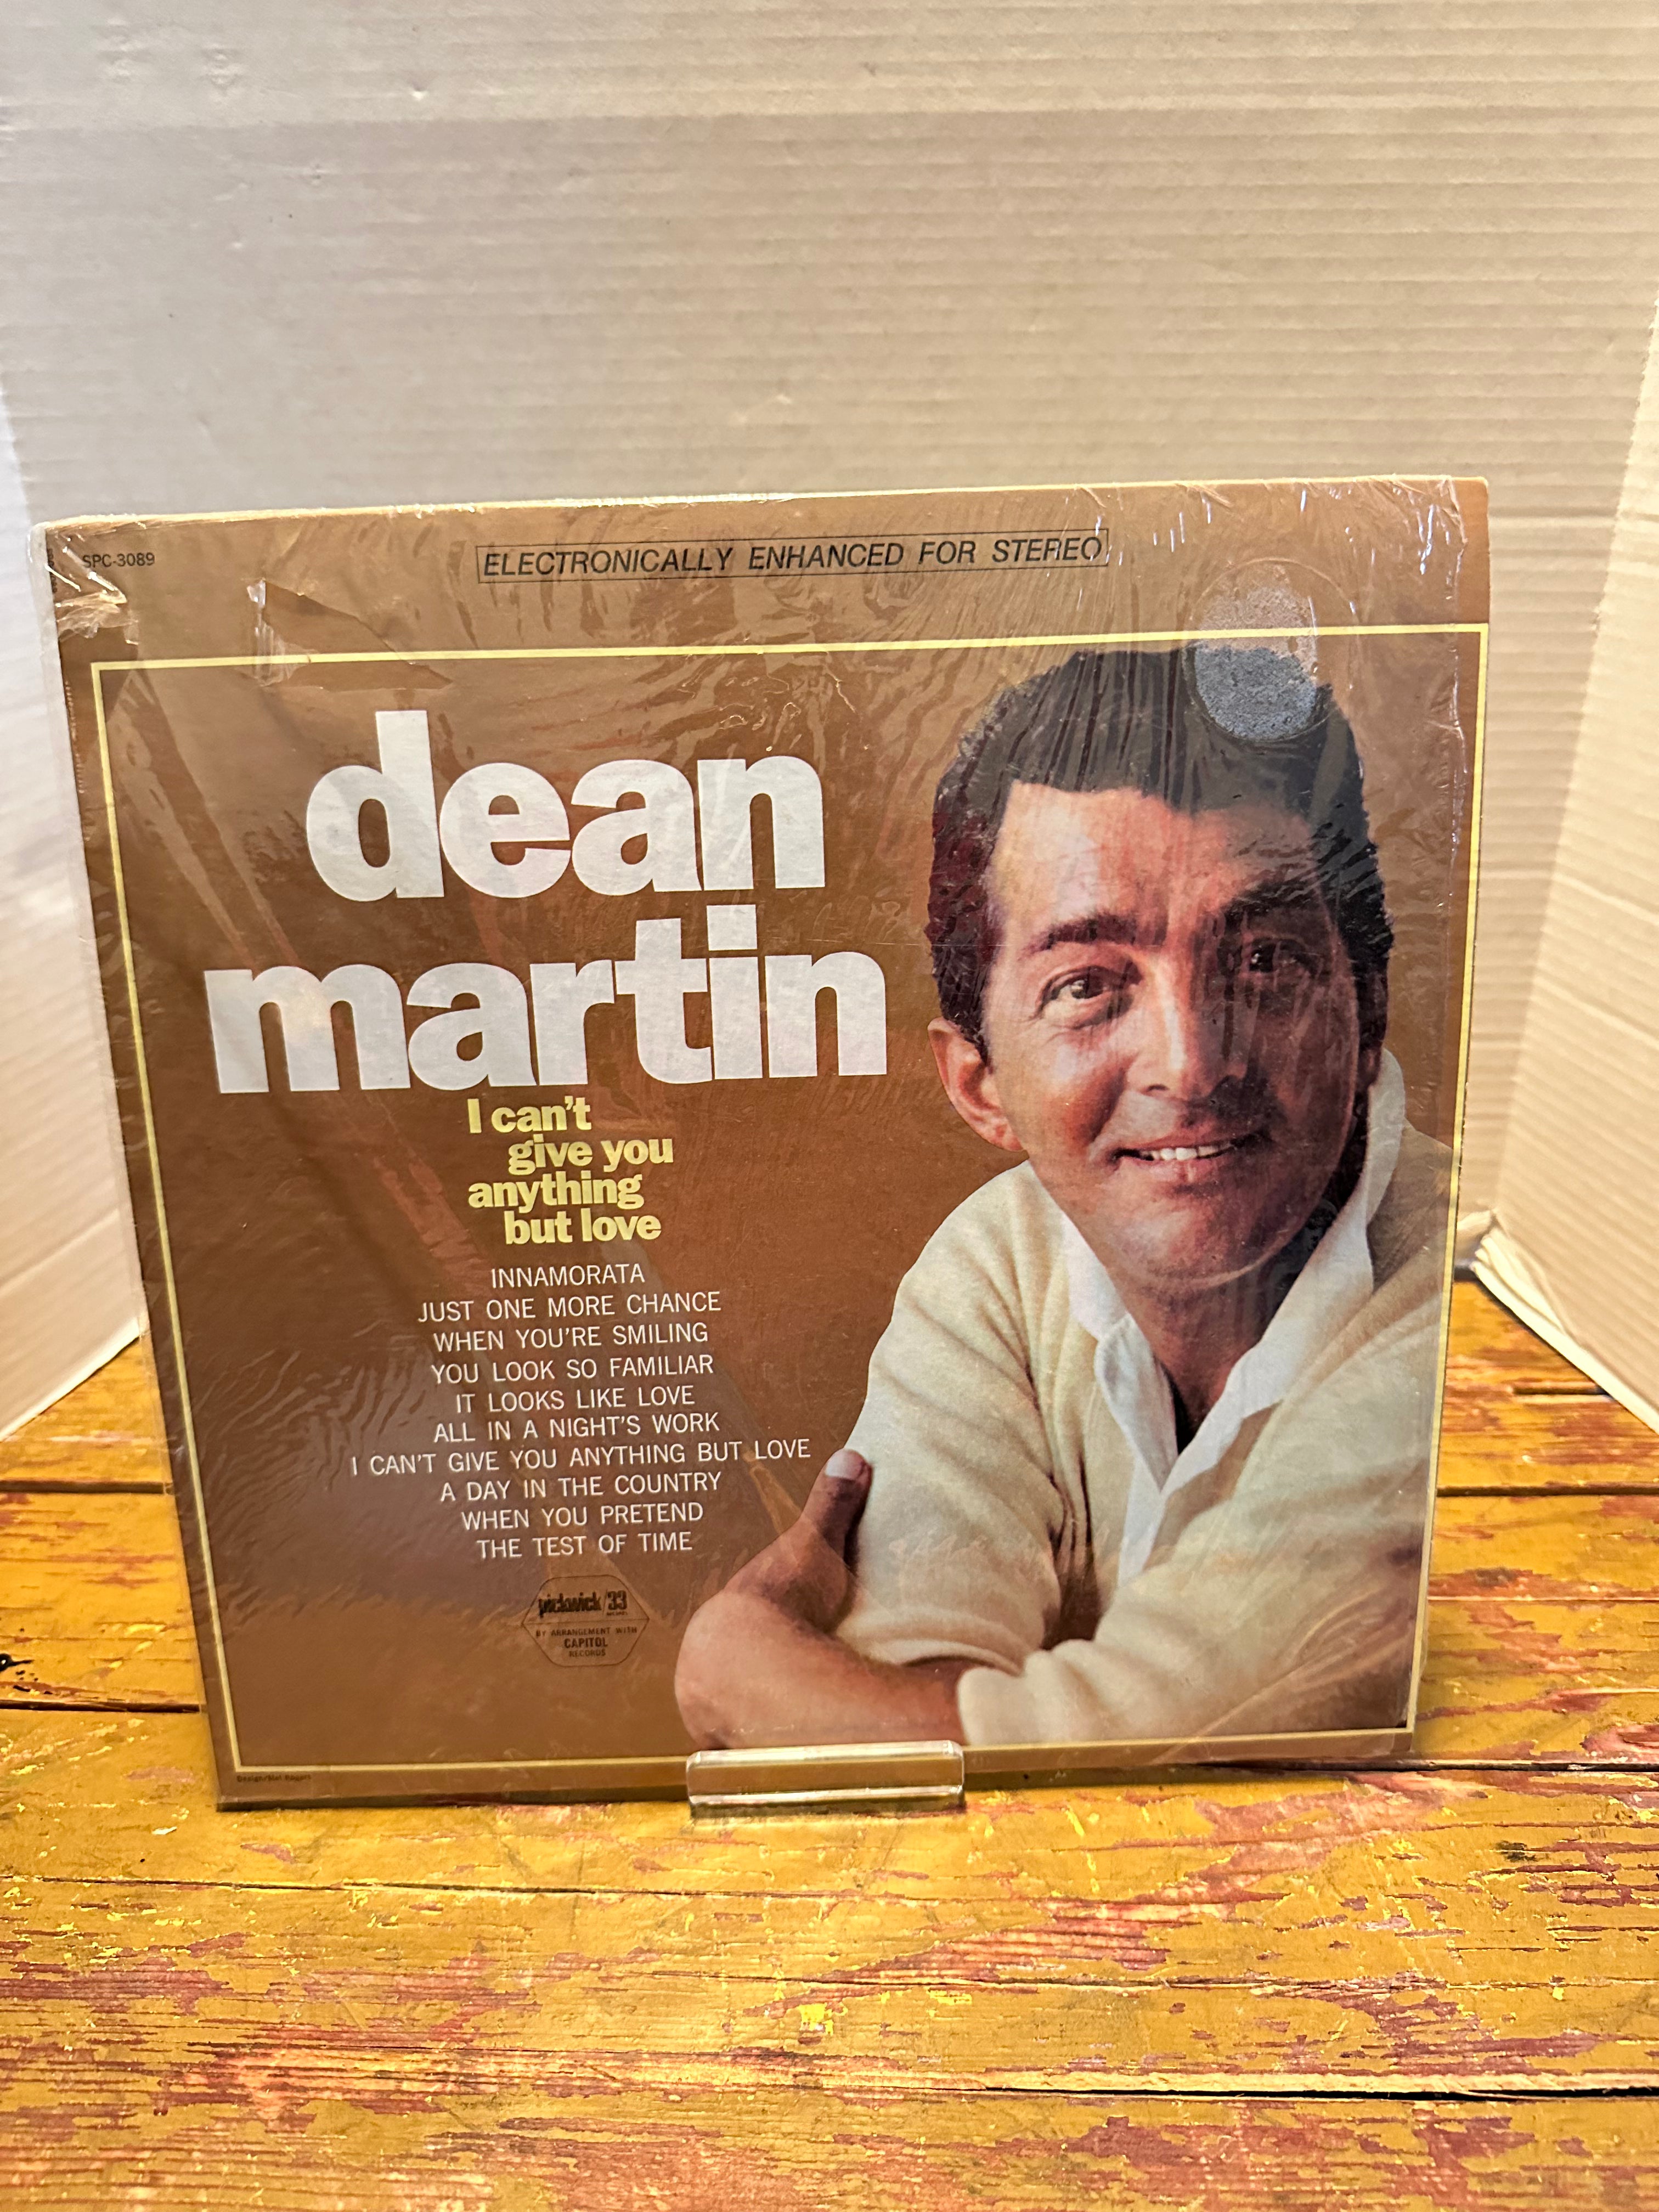 SPC-3089
ELECTRONICALLY ENHANCED FOR STEREO
dean
martin
I can't
give you
anything
but love
INNAMORATA
JUST ONE MORE CHANCE
WHEN YOU'RE SMILING
YOU LOOK SO FAMILIAR
IT LOOKS LIKE LOVE
ALL IN A NIGHT'S WORK
I CAN'T GIVE YOU ANYTHING BUT LOVE
A DAY IN THE COUNTRY
WHEN YOU PRETEND
THE TEST OF TIME
pickwick/33
RECORDS
BY ARRANGEMENT WITH
CAPITOL
RECORDS